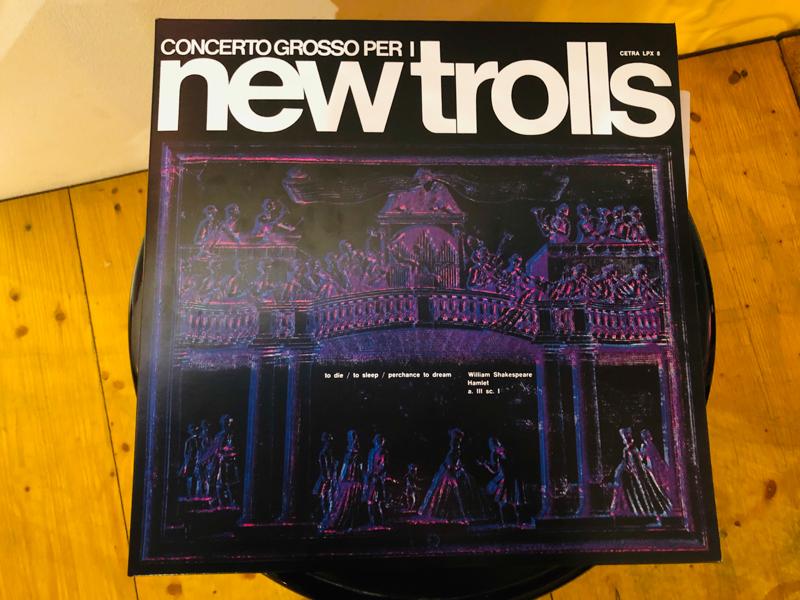 CONCERTO GROSSO PER I
CETRA LPX 8
new trolls
to die / to sleep / perchance to dream
William Shakespeare
Hamlet
a. III sc. I